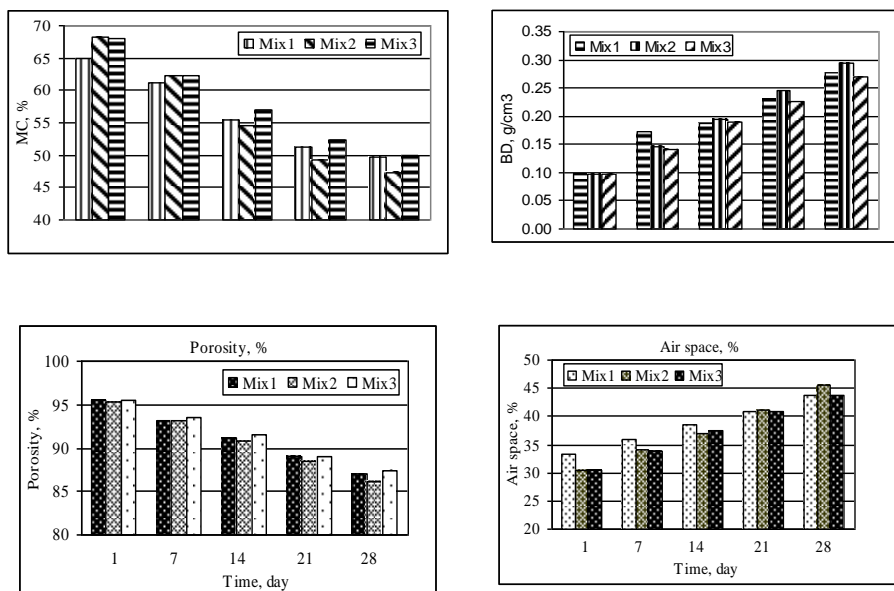 70
65
60
55
50
45
40
MC, %
Mix1 Mix2 Mix3
0.35
0.30
0.25
0.20
0.15
0.10
0.05
0.00
BD, g/cm3
Mix1 Mix2 Mix3
Porosity, %
100
95
90
85
80
Porosity, %
Mix1 Mix2 Mix3
1 7 14 21 28
Time, day
Air space, %
50
45
40
35
30
25
20
Air space, %
Mix1 Mix2 Mix3
1 7 14 21 28
Time, day